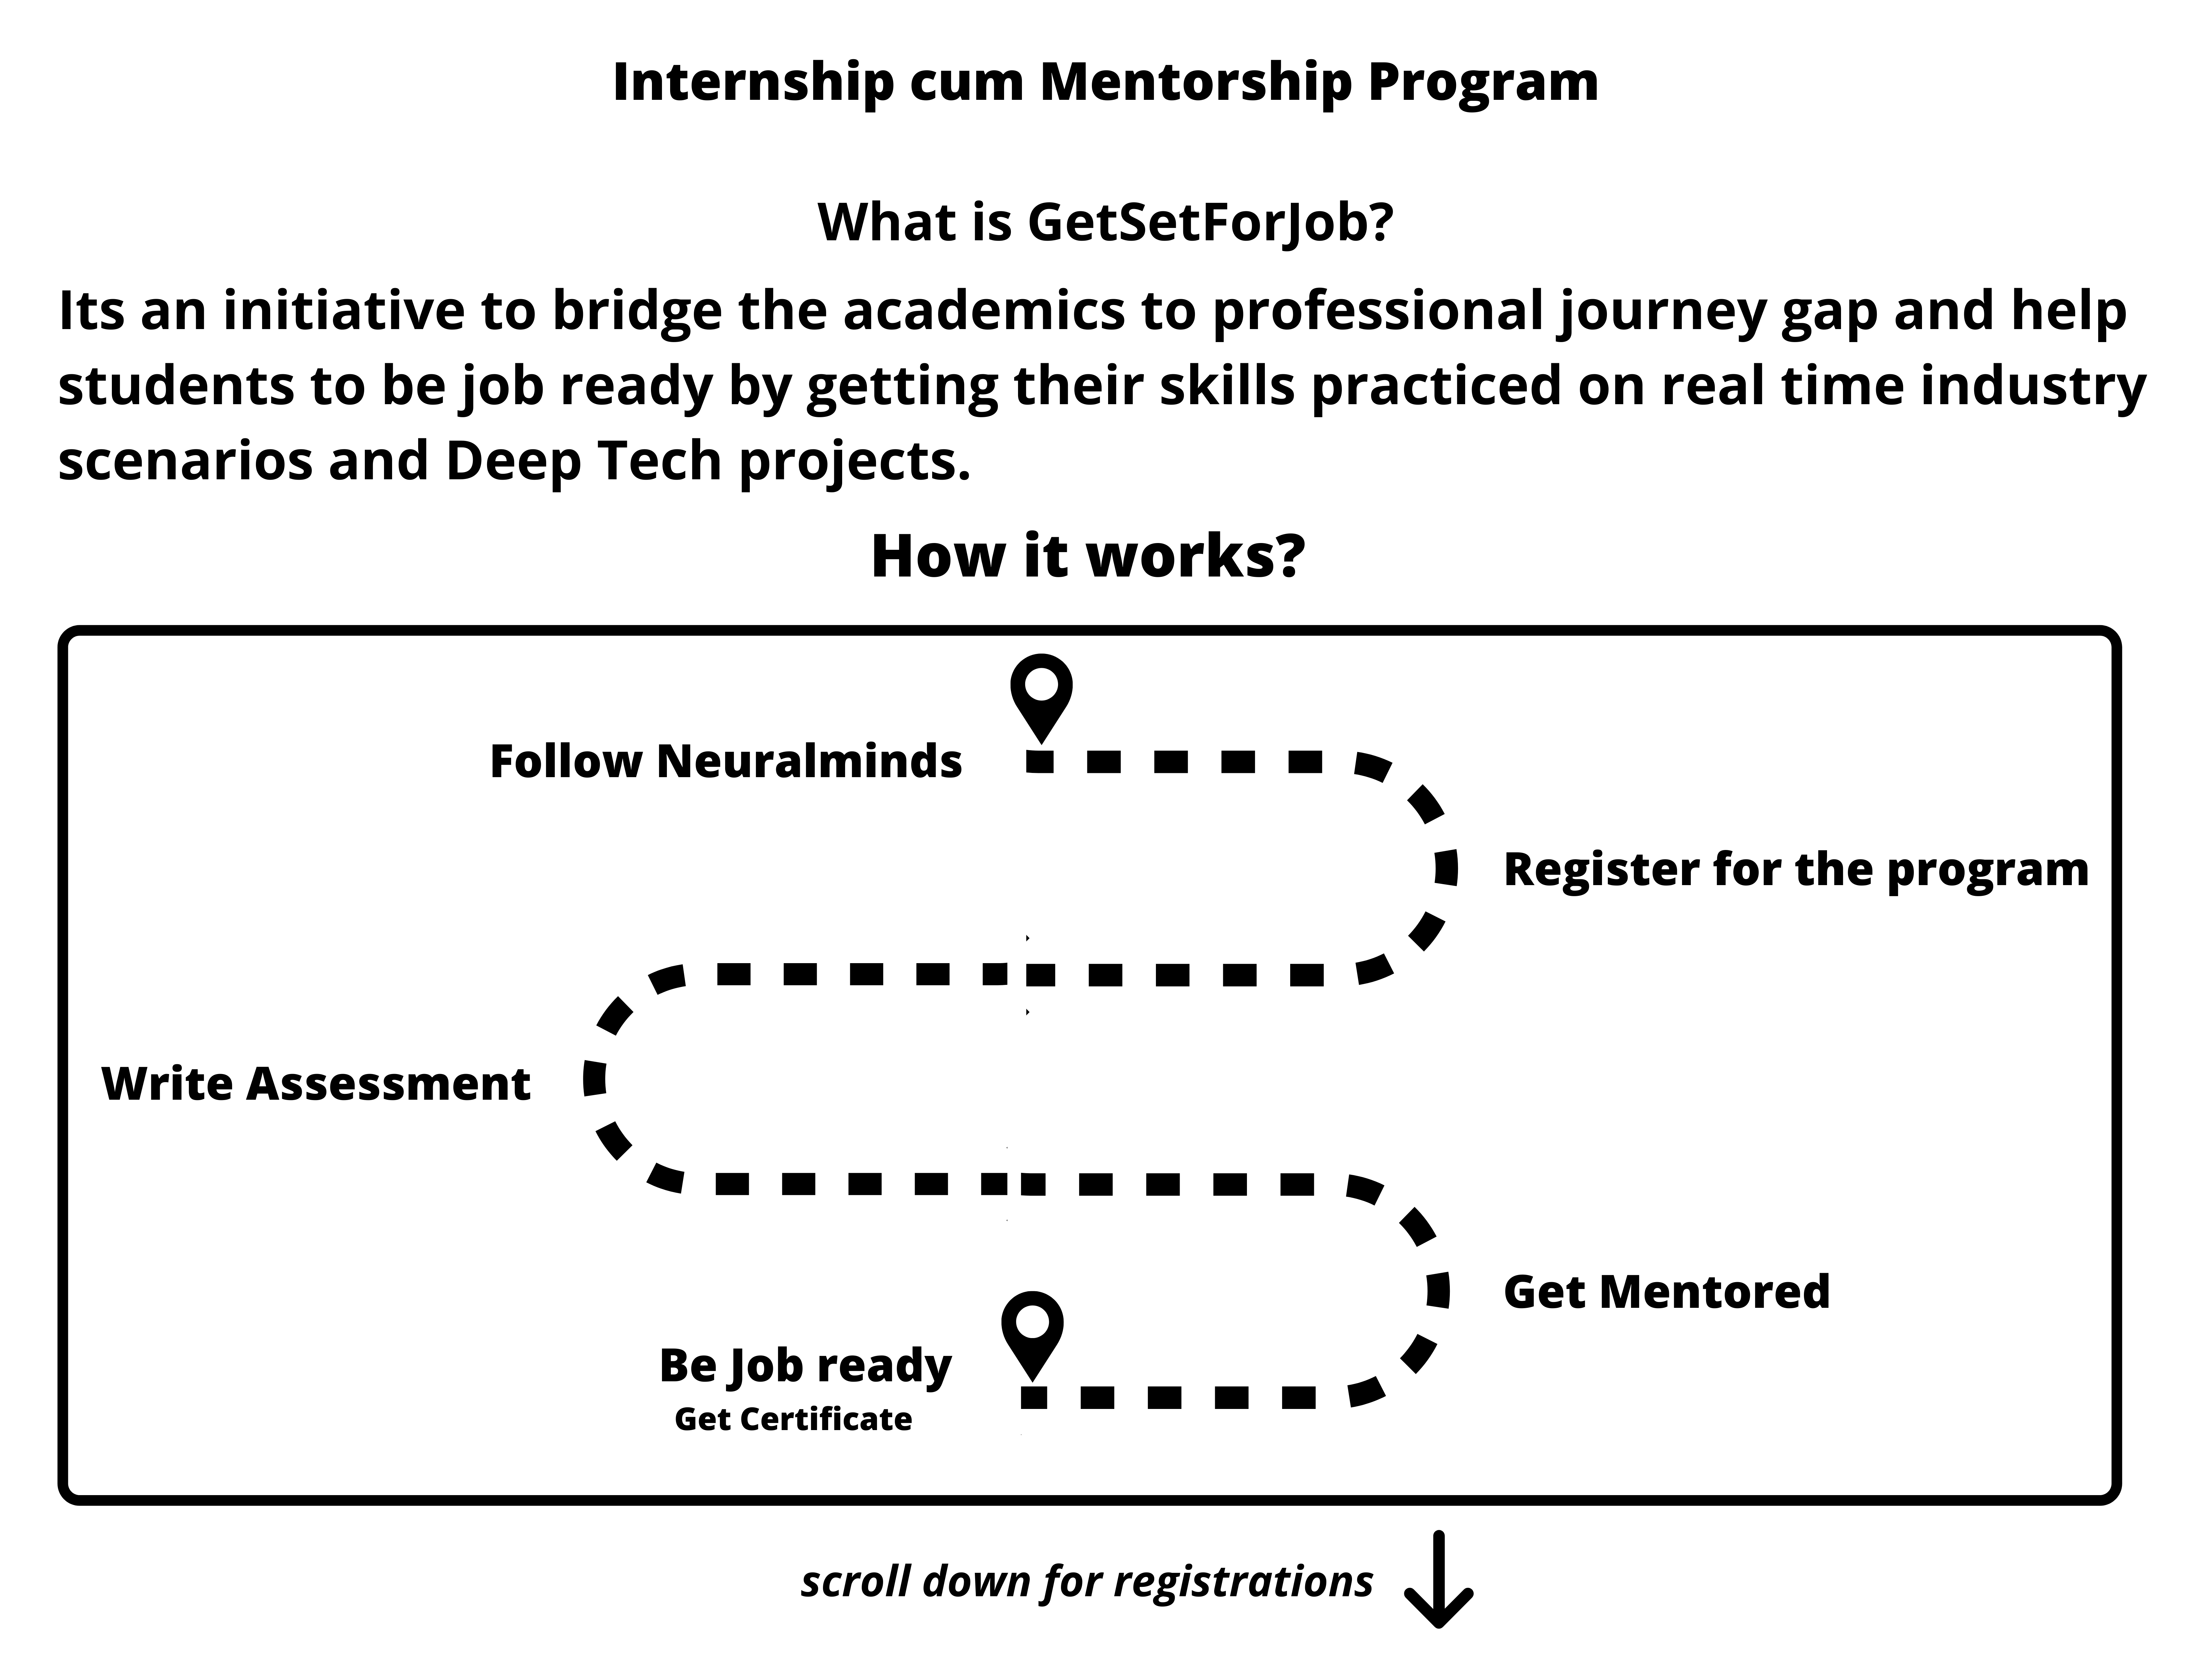 Internship cum Mentorship Program
What is GetSetForJob?
Its an initiative to bridge the academics to professional journey gap and help
students to be job ready by getting their skills practiced on real time industry
scenarios and Deep Tech projects.
How it works?
Follow Neuralminds
Register for the program
Write Assessment
Get Mentored
Be Job ready
Get Certificate
scroll down for registrations